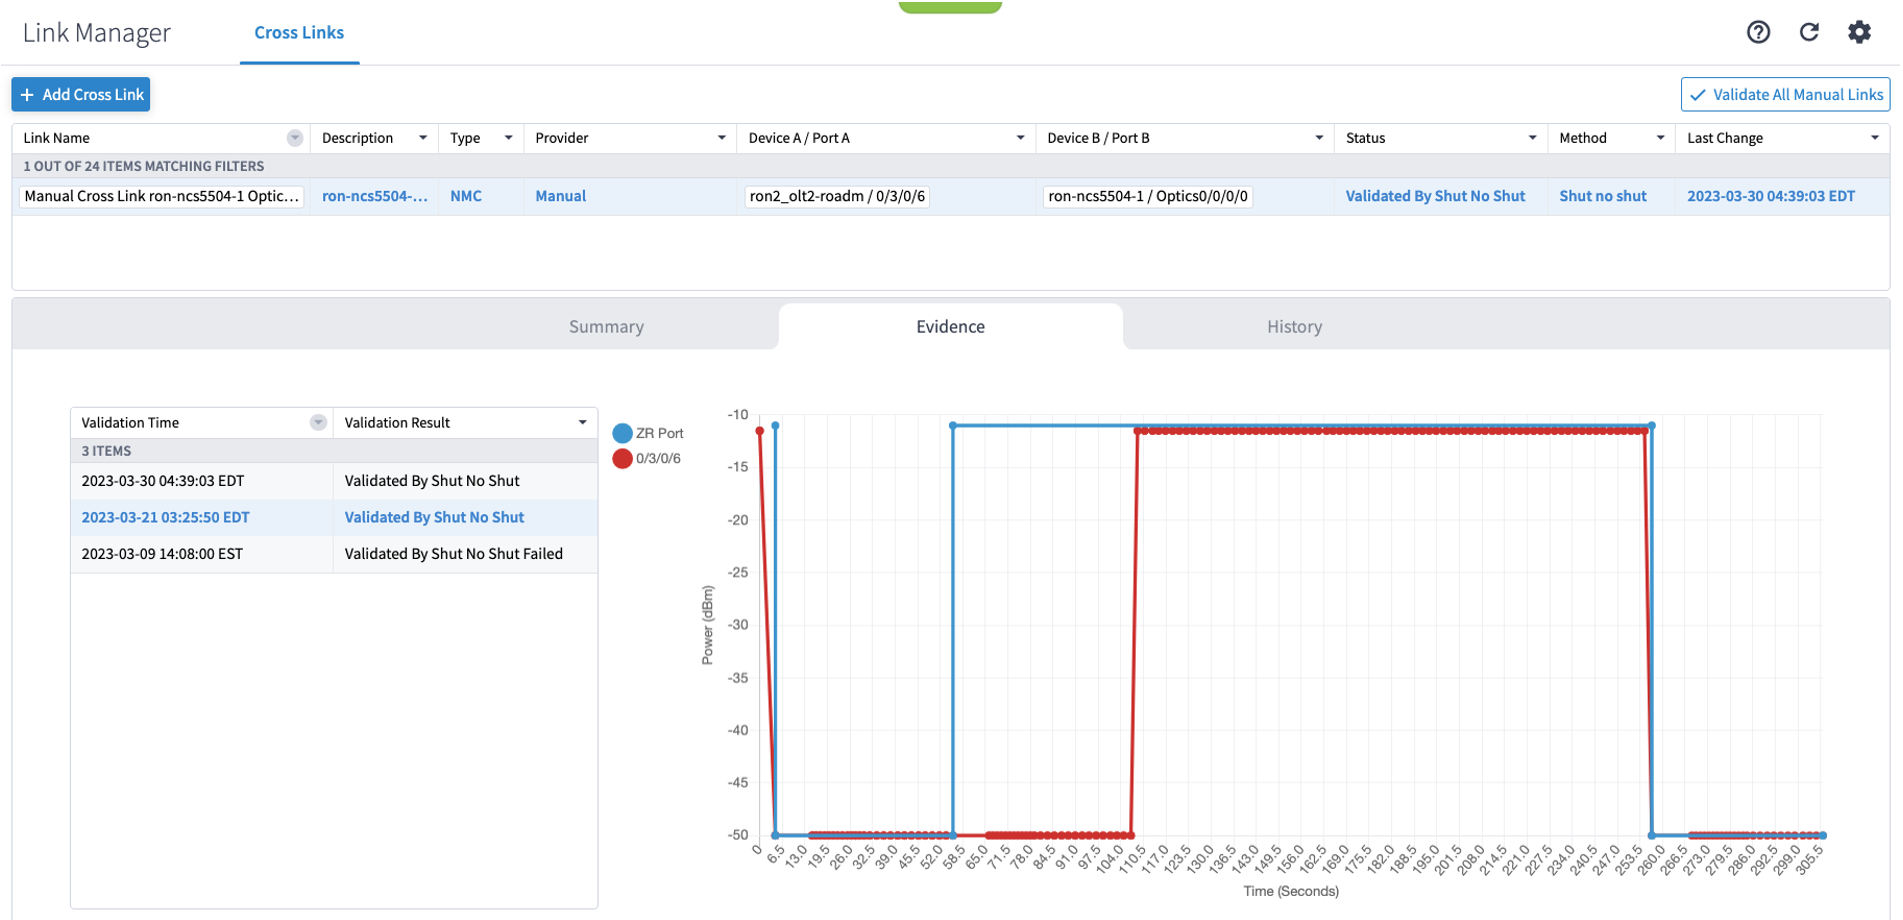 Link Manager
Cross Links
+ Add Cross Link
Validate All Manual Links
Link Name Description Type Provider Device A / Port A Device B / Port B Status Method Last Change
1 OUT OF 24 ITEMS MATCHING FILTERS
Manual Cross Link ron-ncs5504-1 Optic... ron-ncs5504-... NMC Manual ron2_olt2-roadm / 0/3/0/6 ron-ncs5504-1 / Optics0/0/0/0 Validated By Shut No Shut Shut no shut 2023-03-30 04:39:03 EDT
Summary Evidence History
Validation Time Validation Result
3 ITEMS
2023-03-30 04:39:03 EDT Validated By Shut No Shut
2023-03-21 03:25:50 EDT Validated By Shut No Shut
2023-03-09 14:08:00 EST Validated By Shut No Shut Failed
ZR Port
0/3/0/6
Power (dBm)
-10
-15
-20
-25
-30
-35
-40
-45
-50
0 6.5 13.0 19.5 26.0 32.5 39.0 45.5 52.0 58.5 65.0 71.5 78.0 84.5 91.0 97.5 104.0 110.5 117.0 123.5 130.0 136.5 143.0 149.5 156.0 162.5 169.0 175.5 182.0 188.5 195.0 201.5 208.0 214.5 221.0 227.5 234.0 240.5 247.0 253.5 260.0 266.5 273.0 279.5 286.0 292.5 299.0 305.5
Time (Seconds)